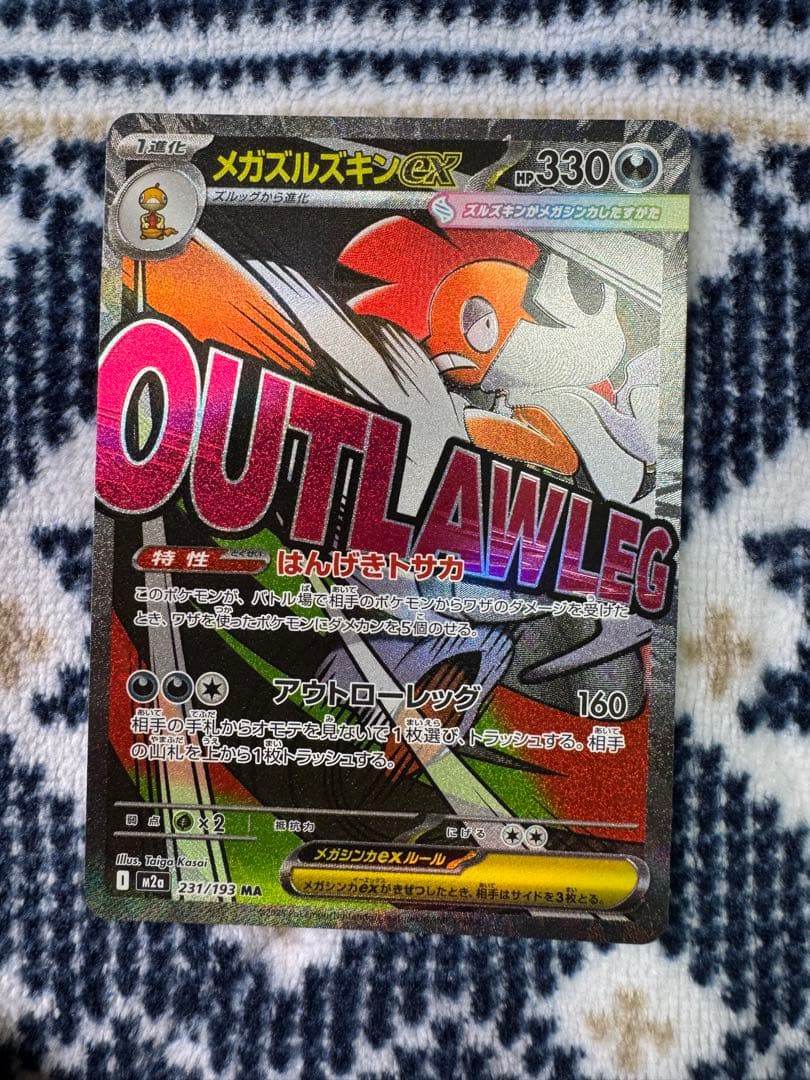 1進化
メガズルズキンex
HP330
ズルッグから進化
ズルズキンがメガシンカしたすがた
OUTLAW LEG
特性 とくせい はんげきトサカ
このポケモンが、バトル場で相手のポケモンからワザのダメージを受けた
とき、ワザを使ったポケモンにダメカンを5個のせる。
アウトローレッグ 160
相手の手札からオモテを見ないで1枚選び、トラッシュする。相手
の山札を上から1枚トラッシュする。
弱点 ×2 抵抗力 にげる
Illus. Taiga Kasai
メガシンカexルール
I M2a 231/193 MA
メガシンカexがきぜつしたとき、相手はサイドを3枚とる。